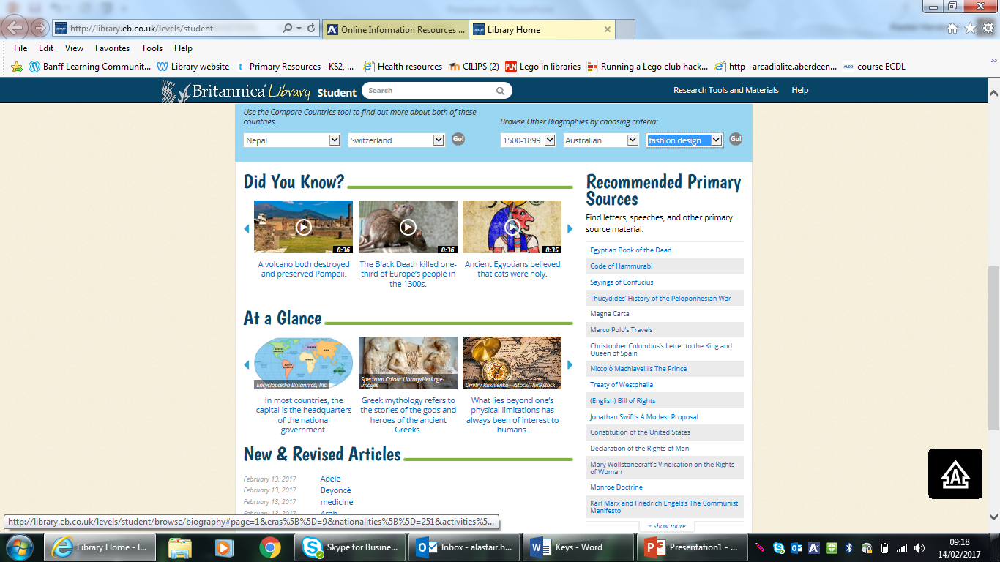 http://library.eb.co.uk/levels/student
Online Information Resources ...
Library Home
File Edit View Favorites Tools Help
Banff Learning Communit...
Library website
Primary Resources - KS2, ...
Health resources
CILIPS (2)
Lego in libraries
Running a Lego club hack...
http--arcadialite.aberdeen...
course ECDL
Britannica Library Student
Search
Research Tools and Materials
Help
Use the Compare Countries tool to find out more about both of these
countries.
Nepal
Switzerland
Go!
Browse Other Biographies by choosing criteria:
1500-1899
Australian
fashion design
Go!
Did You Know?
0:36
0:36
0:35
A volcano both destroyed
and preserved Pompeii.
The Black Death killed one-
third of Europe's people in
the 1300s.
Ancient Egyptians believed
that cats were holy.
At a Glance
Encyclopædia Britannica, Inc.
Spectrum Colour Library/Heritage-
Images
Dmitry Rukhlenko—iStock/Thinkstock
In most countries, the
capital is the headquarters
of the national
government.
Greek mythology refers to
the stories of the gods and
heroes of the ancient
Greeks.
What lies beyond one's
physical limitations has
always been of interest to
humans.
New & Revised Articles
February 13, 2017 Adele
February 13, 2017 Beyoncé
February 13, 2017 medicine
February 13, 2017 Arab
Recommended Primary
Sources
Find letters, speeches, and other primary
source material.
Egyptian Book of the Dead
Code of Hammurabi
Sayings of Confucius
Thucydides' History of the Peloponnesian War
Magna Carta
Marco Polo's Travels
Christopher Columbus's Letter to the King and
Queen of Spain
Niccolò Machiavelli's The Prince
Treaty of Westphalia
(English) Bill of Rights
Jonathan Swift's A Modest Proposal
Constitution of the United States
Declaration of the Rights of Man
Mary Wollstonecraft's Vindication on the Rights
of Woman
Monroe Doctrine
Karl Marx and Friedrich Engels's The Communist
Manifesto
show more
http://library.eb.co.uk/levels/student/browse/biography#page=1&eras%5B%5D=9&nationalities%5B%5D=251&activities%5...
Library Home - I...
Skype for Busine...
Inbox - alastair.h...
Keys - Word
Presentation1 - ...
09:18
14/02/2017